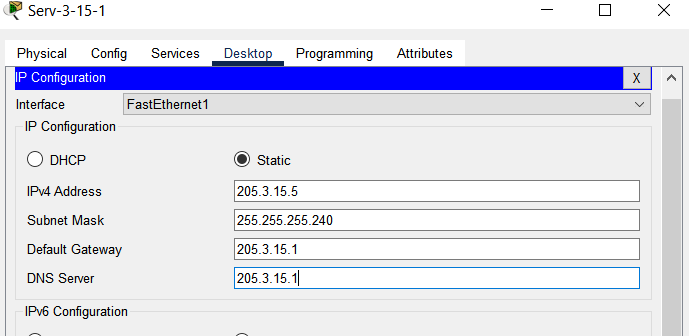 Serv-3-15-1
Physical Config Services Desktop Programming Attributes
IP Configuration X
Interface FastEthernet1
IP Configuration
DHCP Static
IPv4 Address 205.3.15.5
Subnet Mask 255.255.255.240
Default Gateway 205.3.15.1
DNS Server 205.3.15.1
IPv6 Configuration